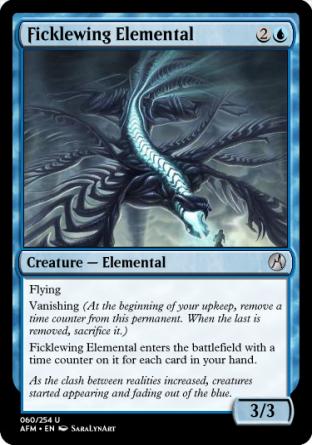 Ficklewing Elemental 2
Creature — Elemental
Flying
Vanishing (At the beginning of your upkeep, remove a
time counter from this permanent. When the last is
removed, sacrifice it.)
Ficklewing Elemental enters the battlefield with a
time counter on it for each card in your hand.
As the clash between realities increased, creatures
started appearing and fading out of the blue.
3/3
060/254 U
AFM • EN SaraLynArt